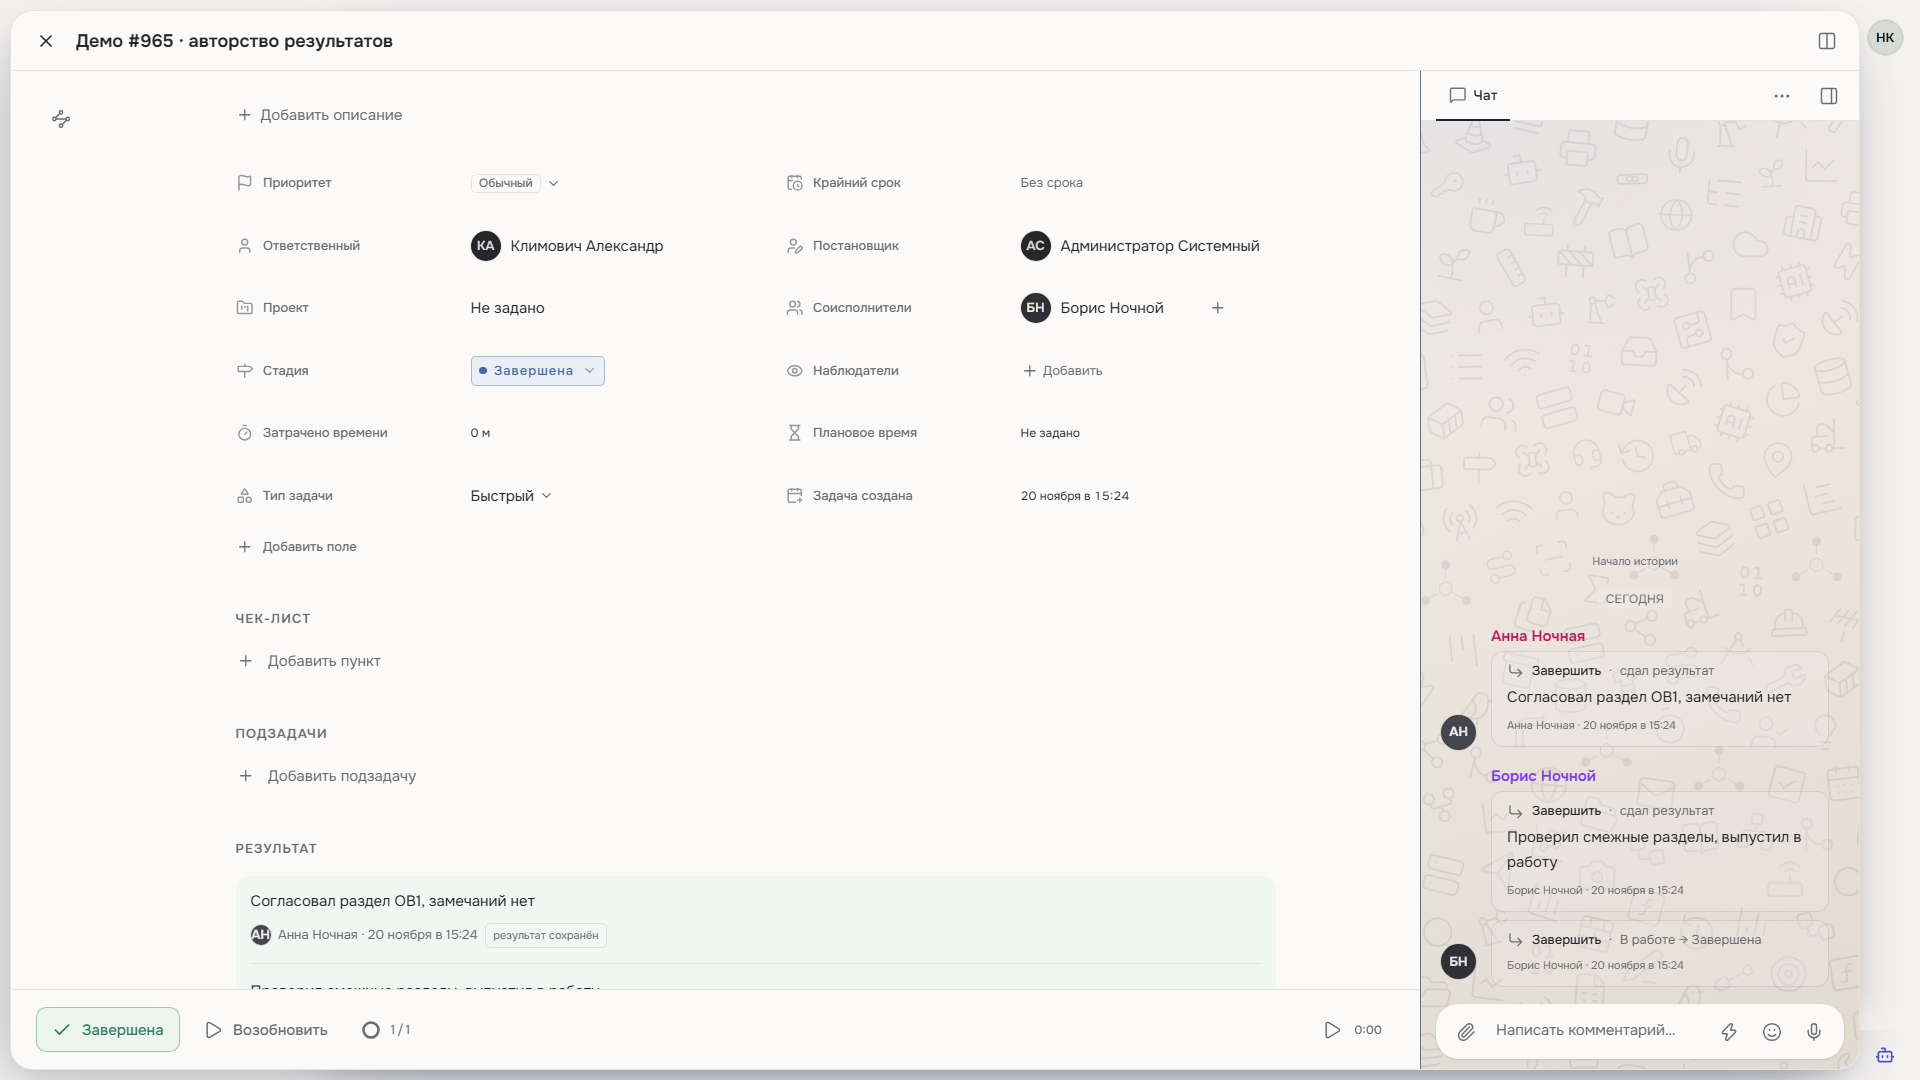 Демо #965 · авторство результатов
НК
Добавить описание
Приоритет
Обычный
Крайний срок
Без срока
Ответственный
КА Климович Александр
Постановщик
АС Администратор Системный
Проект
Не задано
Соисполнители
БН Борис Ночной
Стадия
Завершена
Наблюдатели
Добавить
Затрачено времени
0 м
Плановое время
Не задано
Тип задачи
Быстрый
Задача создана
20 ноября в 15:24
Добавить поле
ЧЕК-ЛИСТ
Добавить пункт
ПОДЗАДАЧИ
Добавить подзадачу
РЕЗУЛЬТАТ
Согласовал раздел ОВ1, замечаний нет
АН Анна Ночная · 20 ноября в 15:24 результат сохранён
Проверил смежные разделы, выпустил в работу
Завершена
Возобновить
1/1
0:00
Чат
Начало истории
СЕГОДНЯ
Анна Ночная
Завершить · сдал результат
Согласовал раздел ОВ1, замечаний нет
Анна Ночная · 20 ноября в 15:24
АН
Борис Ночной
Завершить · сдал результат
Проверил смежные разделы, выпустил в
работу
Борис Ночной · 20 ноября в 15:24
Завершить · В работе → Завершена
Борис Ночной · 20 ноября в 15:24
БН
Написать комментарий...